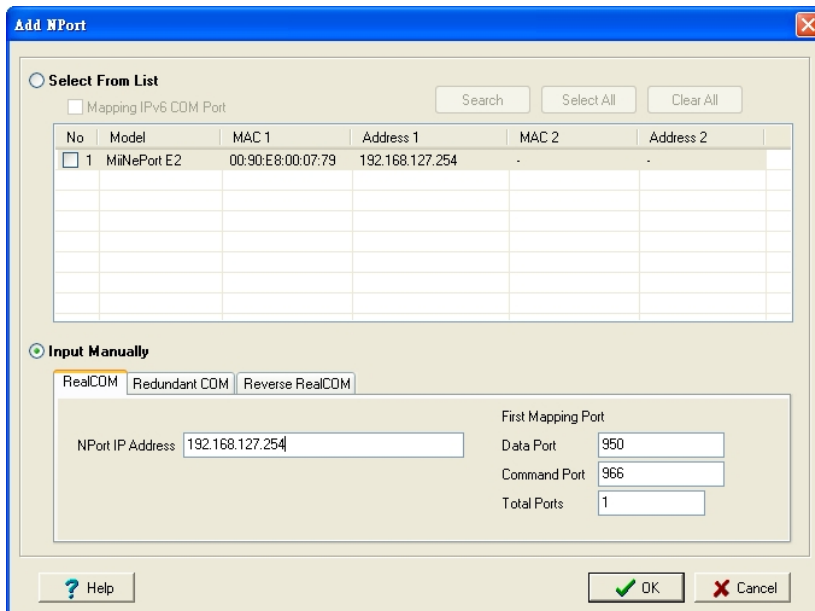 Add NPort
Select From List
Mapping IPv6 COM Port
Search
Select All
Clear All
No Model MAC 1 Address 1 MAC 2 Address 2
1 MiiNePort E2 00:90:E8:00:07:79 192.168.127.254 - -
Input Manually
RealCOM Redundant COM Reverse RealCOM
First Mapping Port
NPort IP Address 192.168.127.254
Data Port 950
Command Port 966
Total Ports 1
? Help
OK
Cancel